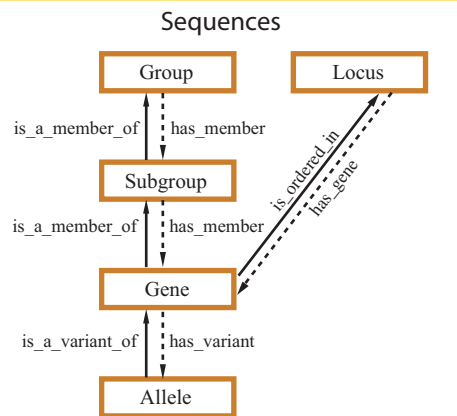 Sequences
Group
Locus
is_a_member_of
has_member
is_ordered_in
has_gene
Subgroup
is_a_member_of
has_member
Gene
is_a_variant_of
has_variant
Allele